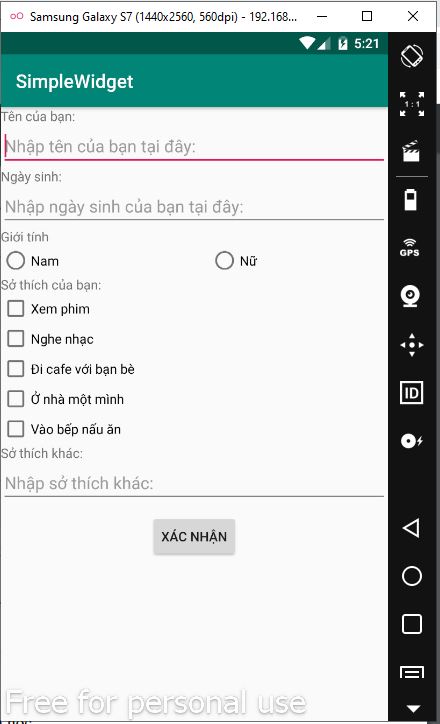 Samsung Galaxy S7 (1440x2560, 560dpi) - 192.168...
5:21
SimpleWidget
1:1
Tên của bạn:
Nhập tên của bạn tại đây:
Ngày sinh:
Nhập ngày sinh của bạn tại đây:
GPS
Giới tính
Nam
Nữ
Sở thích của bạn:
Xem phim
Nghe nhạc
Đi cafe với bạn bè
Ở nhà một mình
ID
Vào bếp nấu ăn
Sở thích khác:
Nhập sở thích khác:
XÁC NHẬN
Free for personal use